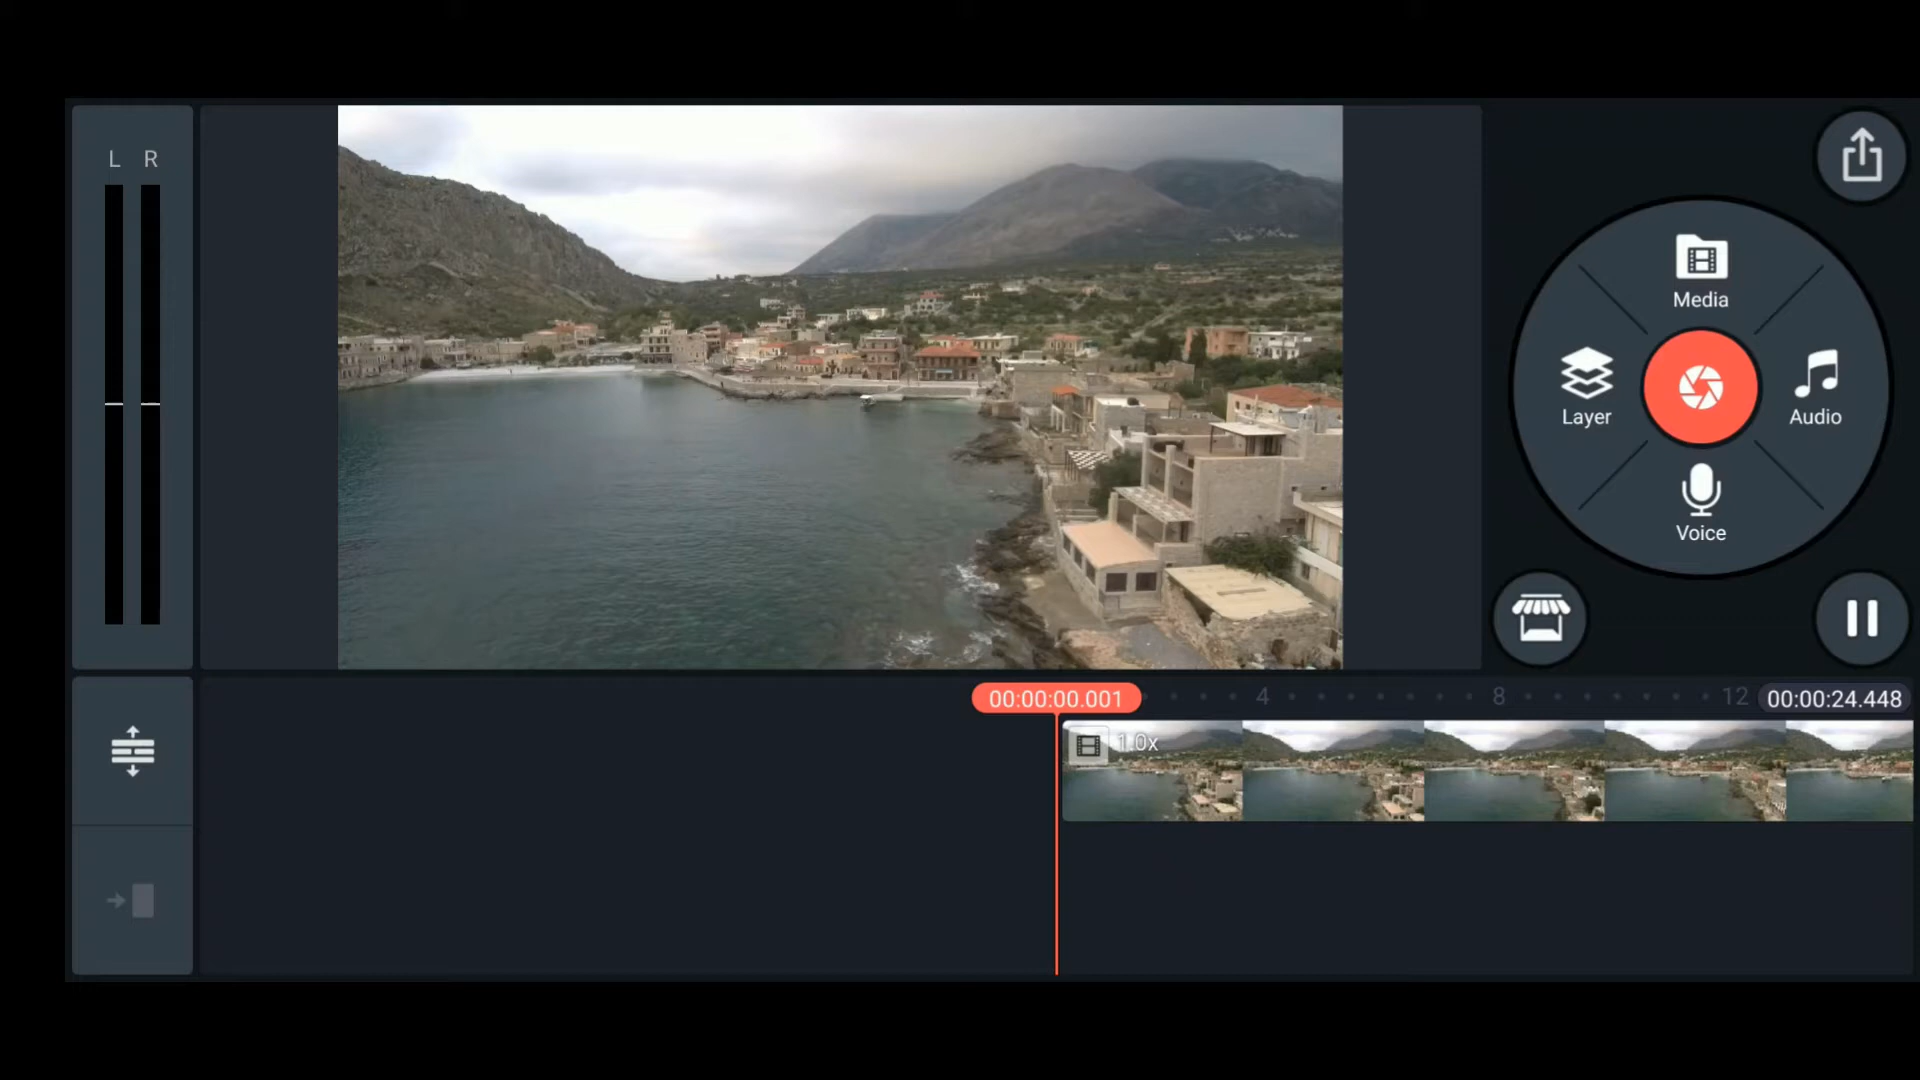 L R
Media
Layer
Audio
Voice
00:00:00.001
4
8
12
00:00:24.448
1.0x